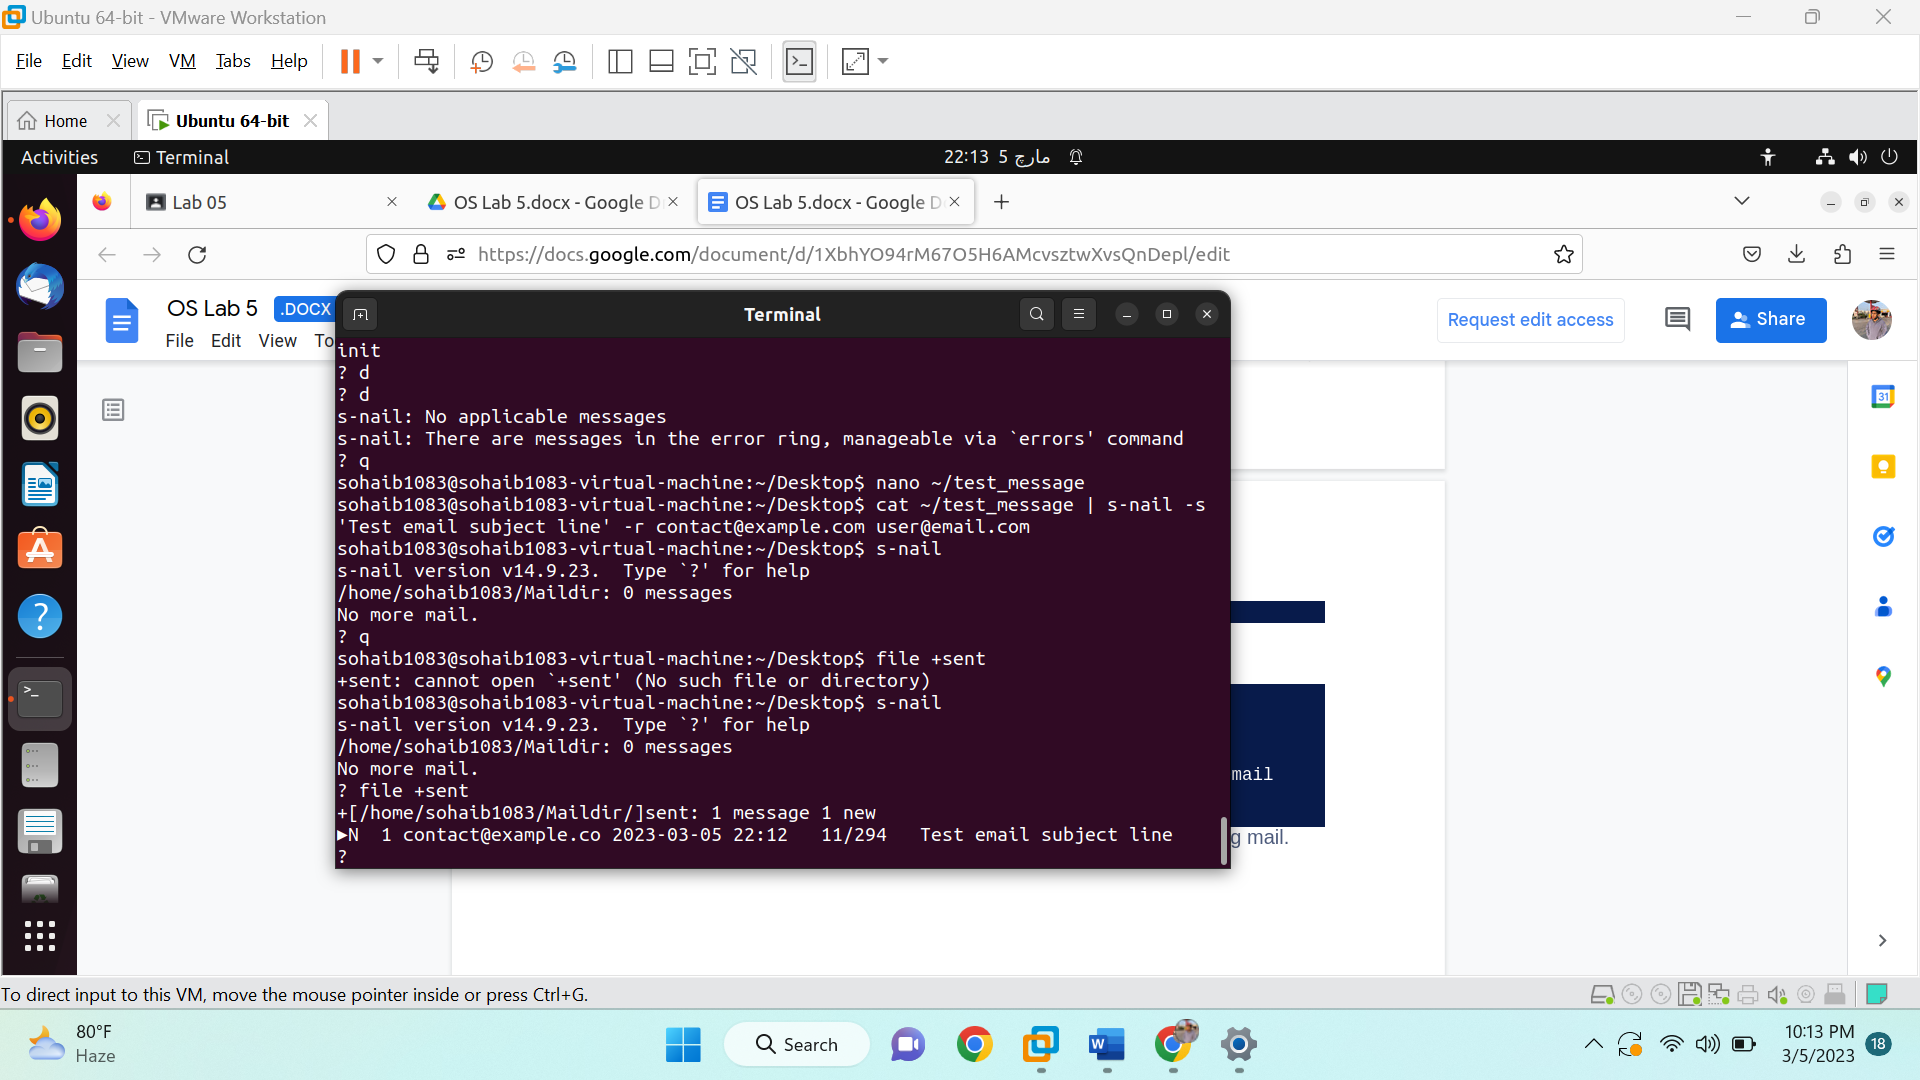 Ubuntu 64-bit - VMware Workstation
File Edit View VM Tabs Help
Home
Ubuntu 64-bit
Activities
Terminal
22:13 5 مارچ
Lab 05
OS Lab 5.docx - Google D
OS Lab 5.docx - Google D
https://docs.google.com/document/d/1XbhYO94rM67O5H6AMcvsztwXvsQnDepl/edit
OS Lab 5
.DOCX
File Edit View To
Request edit access
Share
31
Terminal
init
? d
? d
s-nail: No applicable messages
s-nail: There are messages in the error ring, manageable via `errors' command
? q
sohaib1083@sohaib1083-virtual-machine:~/Desktop$ nano ~/test_message
sohaib1083@sohaib1083-virtual-machine:~/Desktop$ cat ~/test_message | s-nail -s
'Test email subject line' -r contact@example.com user@email.com
sohaib1083@sohaib1083-virtual-machine:~/Desktop$ s-nail
s-nail version v14.9.23.  Type `?' for help
/home/sohaib1083/Maildir: 0 messages
No more mail.
? q
sohaib1083@sohaib1083-virtual-machine:~/Desktop$ file +sent
+sent: cannot open `+sent' (No such file or directory)
sohaib1083@sohaib1083-virtual-machine:~/Desktop$ s-nail
s-nail version v14.9.23.  Type `?' for help
/home/sohaib1083/Maildir: 0 messages
No more mail.
? file +sent
+[/home/sohaib1083/Maildir/]sent: 1 message 1 new
▶N  1 contact@example.co 2023-03-05 22:12   11/294   Test email subject line
?
mail
g mail.
To direct input to this VM, move the mouse pointer inside or press Ctrl+G.
80°F
Haze
Search
10:13 PM
3/5/2023
18